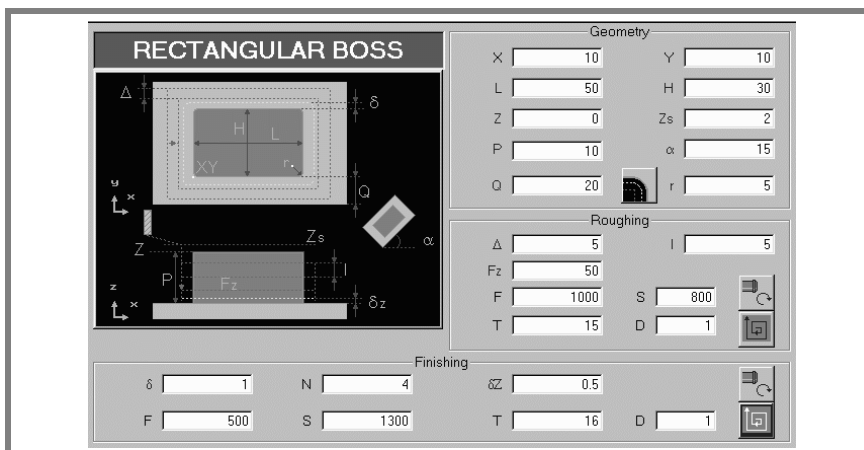 RECTANGULAR BOSS
Δ
δ
H
L
XY
r
Q
y
x
Z
Zs
α
P
Fz
I
z
x
δz
Geometry
X 10 Y 10
L 50 H 30
Z 0 Zs 2
P 10 α 15
Q 20 r 5
Roughing
Δ 5 I 5
Fz 50
F 1000 S 800
T 15 D 1
Finishing
δ 1 N 4 δZ 0.5
F 500 S 1300 T 16 D 1